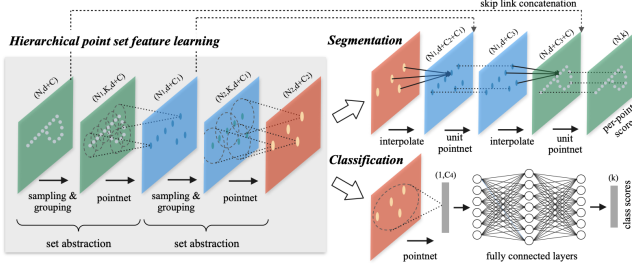 skip link concatenation
Hierarchical point set feature learning
Segmentation
(N,d+C)
(N1,K,d+C)
(N1,d+C1)
(N2,K,d+C1)
(N2,d+C2)
(N1,d+C2+C1)
(N1,d+C3)
(N,d+C3+C)
(N,k)
per-point
scores
interpolate
unit
pointnet
interpolate
unit
pointnet
sampling &
grouping
pointnet
sampling &
grouping
pointnet
set abstraction
set abstraction
Classification
(1,C4)
(k)
class scores
pointnet
fully connected layers